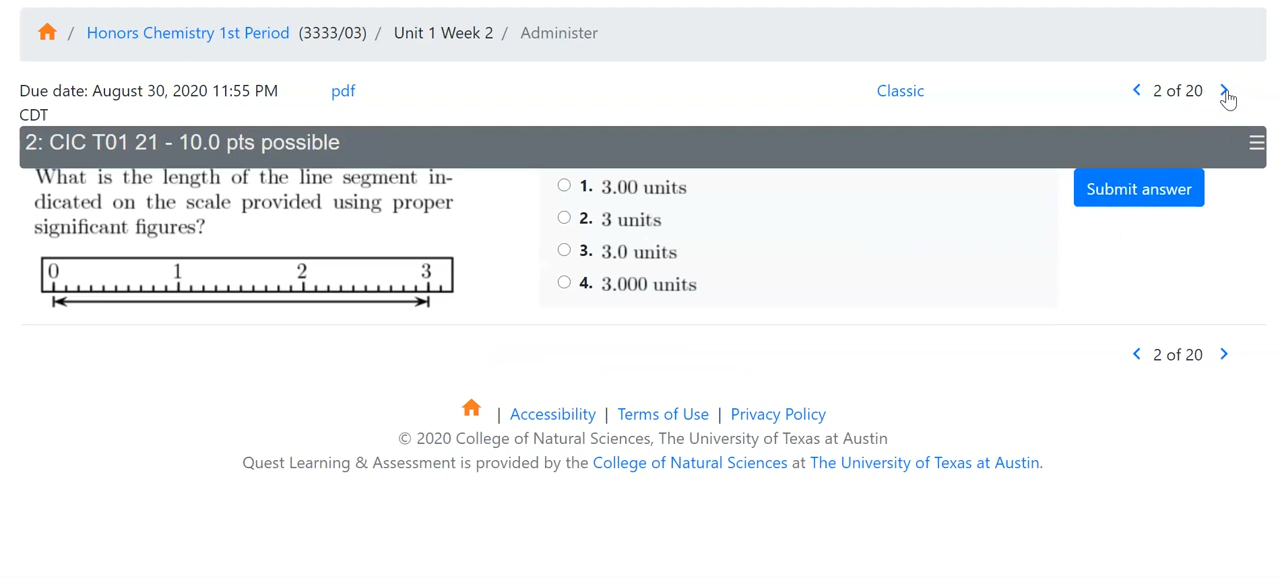 / Honors Chemistry 1st Period (3333/03) / Unit 1 Week 2 / Administer
Due date: August 30, 2020 11:55 PM CDT
pdf
Classic
2 of 20
2: CIC T01 21 - 10.0 pts possible
What is the length of the line segment in-
dicated on the scale provided using proper
significant figures?
0 1 2 3
1. 3.00 units
2. 3 units
3. 3.0 units
4. 3.000 units
Submit answer
2 of 20
| Accessibility | Terms of Use | Privacy Policy
© 2020 College of Natural Sciences, The University of Texas at Austin
Quest Learning & Assessment is provided by the College of Natural Sciences at The University of Texas at Austin.